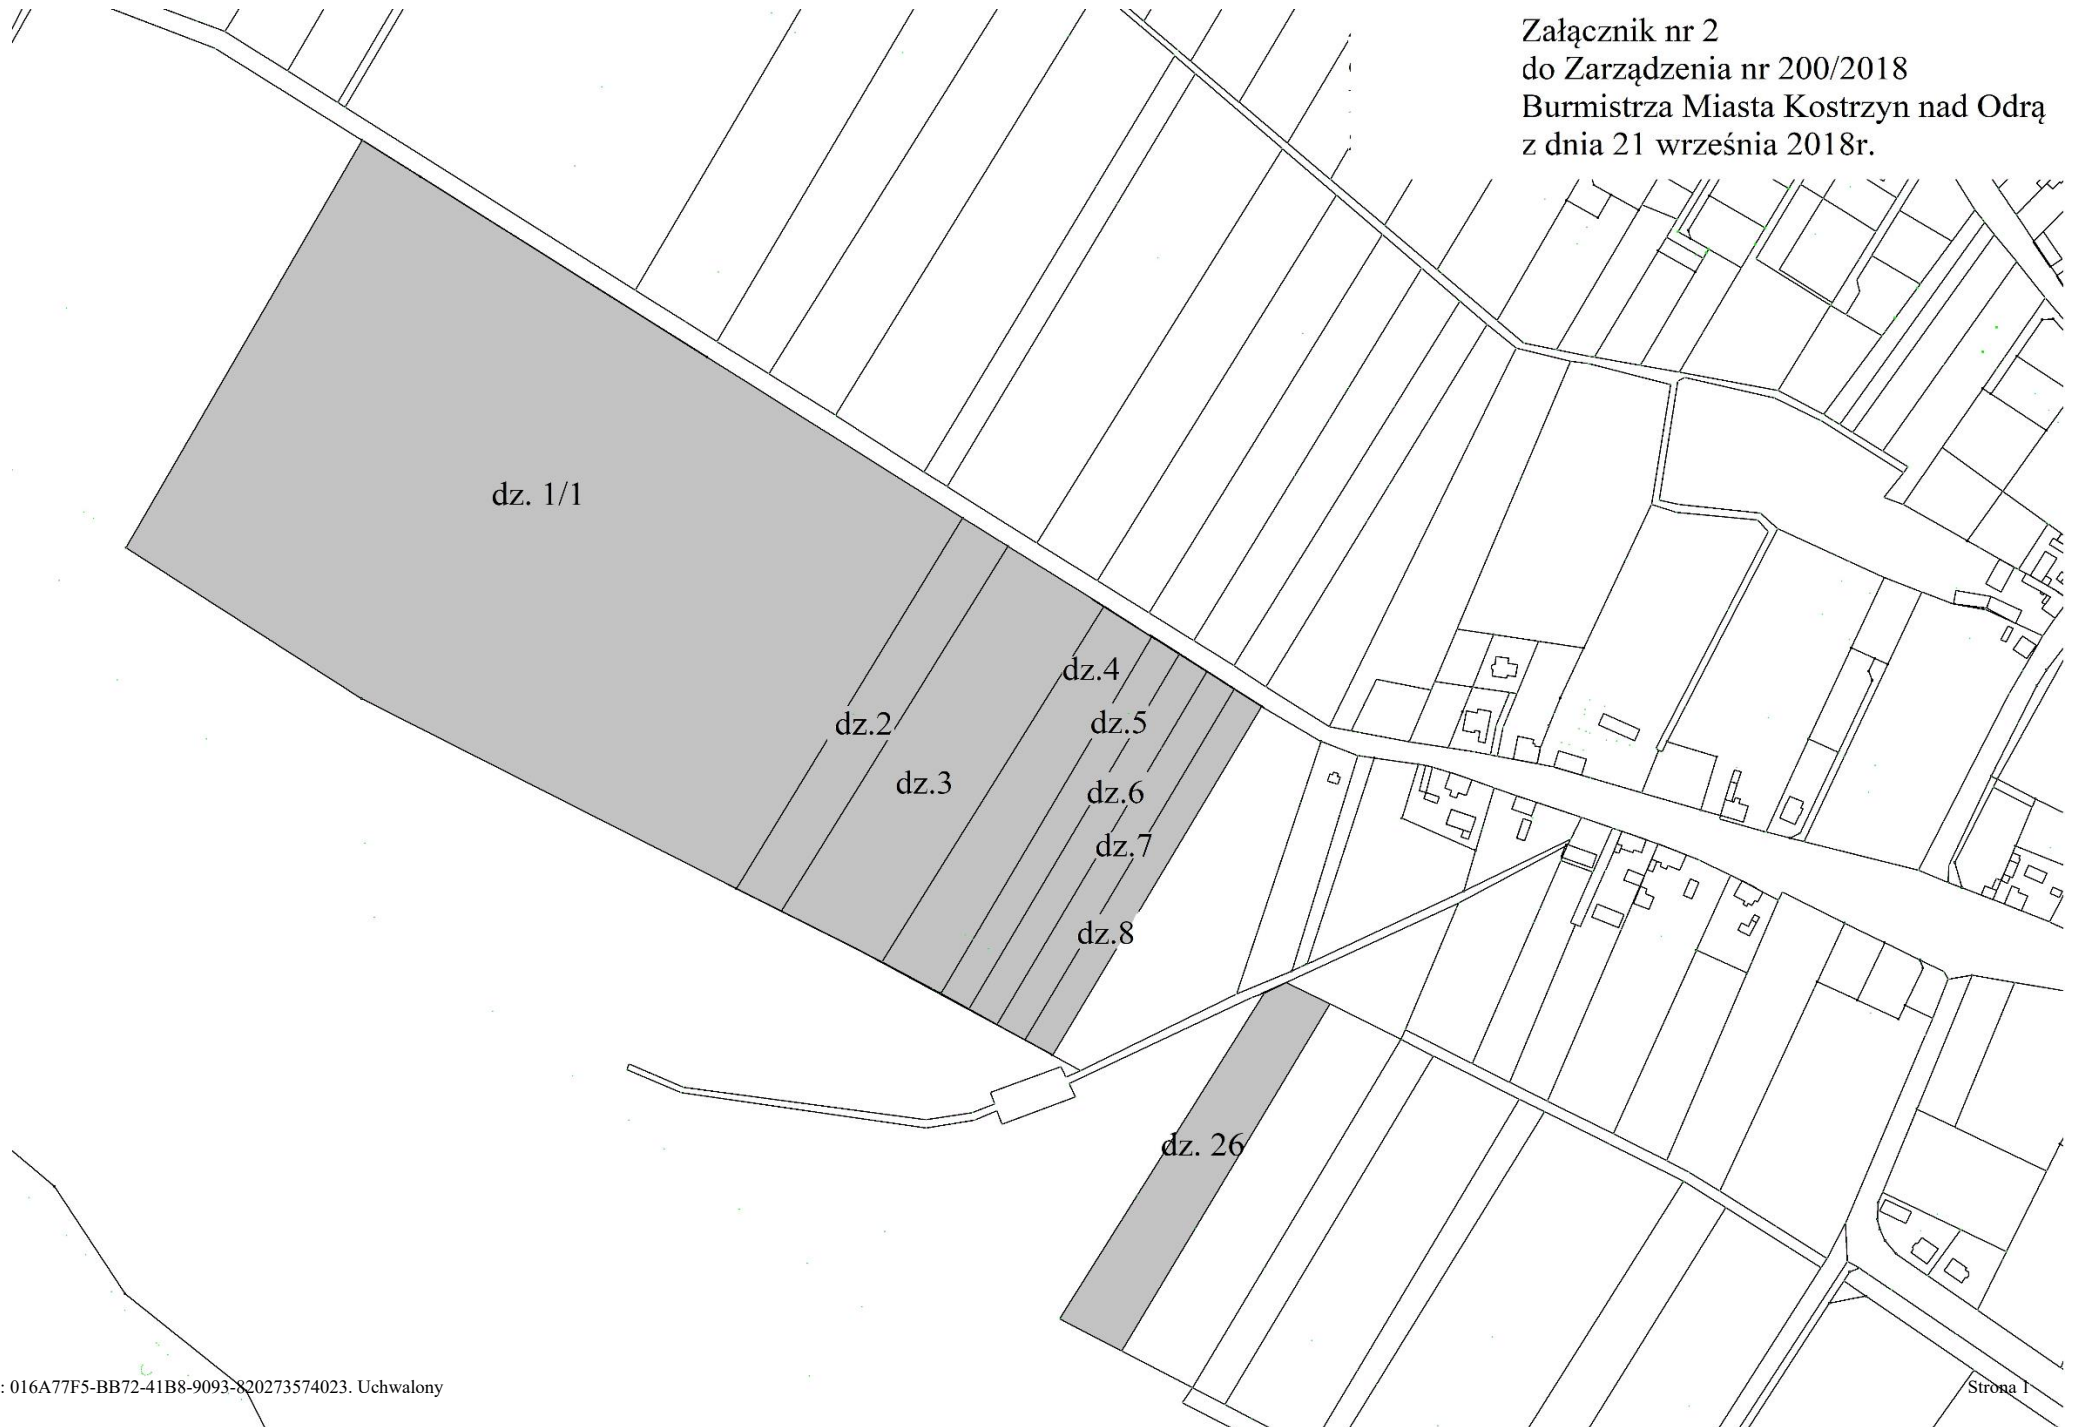 Załącznik nr 2
do Zarządzenia nr 200/2018
Burmistrza Miasta Kostrzyn nad Odrą
z dnia 21 września 2018r.
dz. 1/1
dz.2
dz.3
dz.4
dz.5
dz.6
dz.7
dz.8
dz. 26
: 016A77F5-BB72-41B8-9093-820273574023. Uchwalony
Strona 1